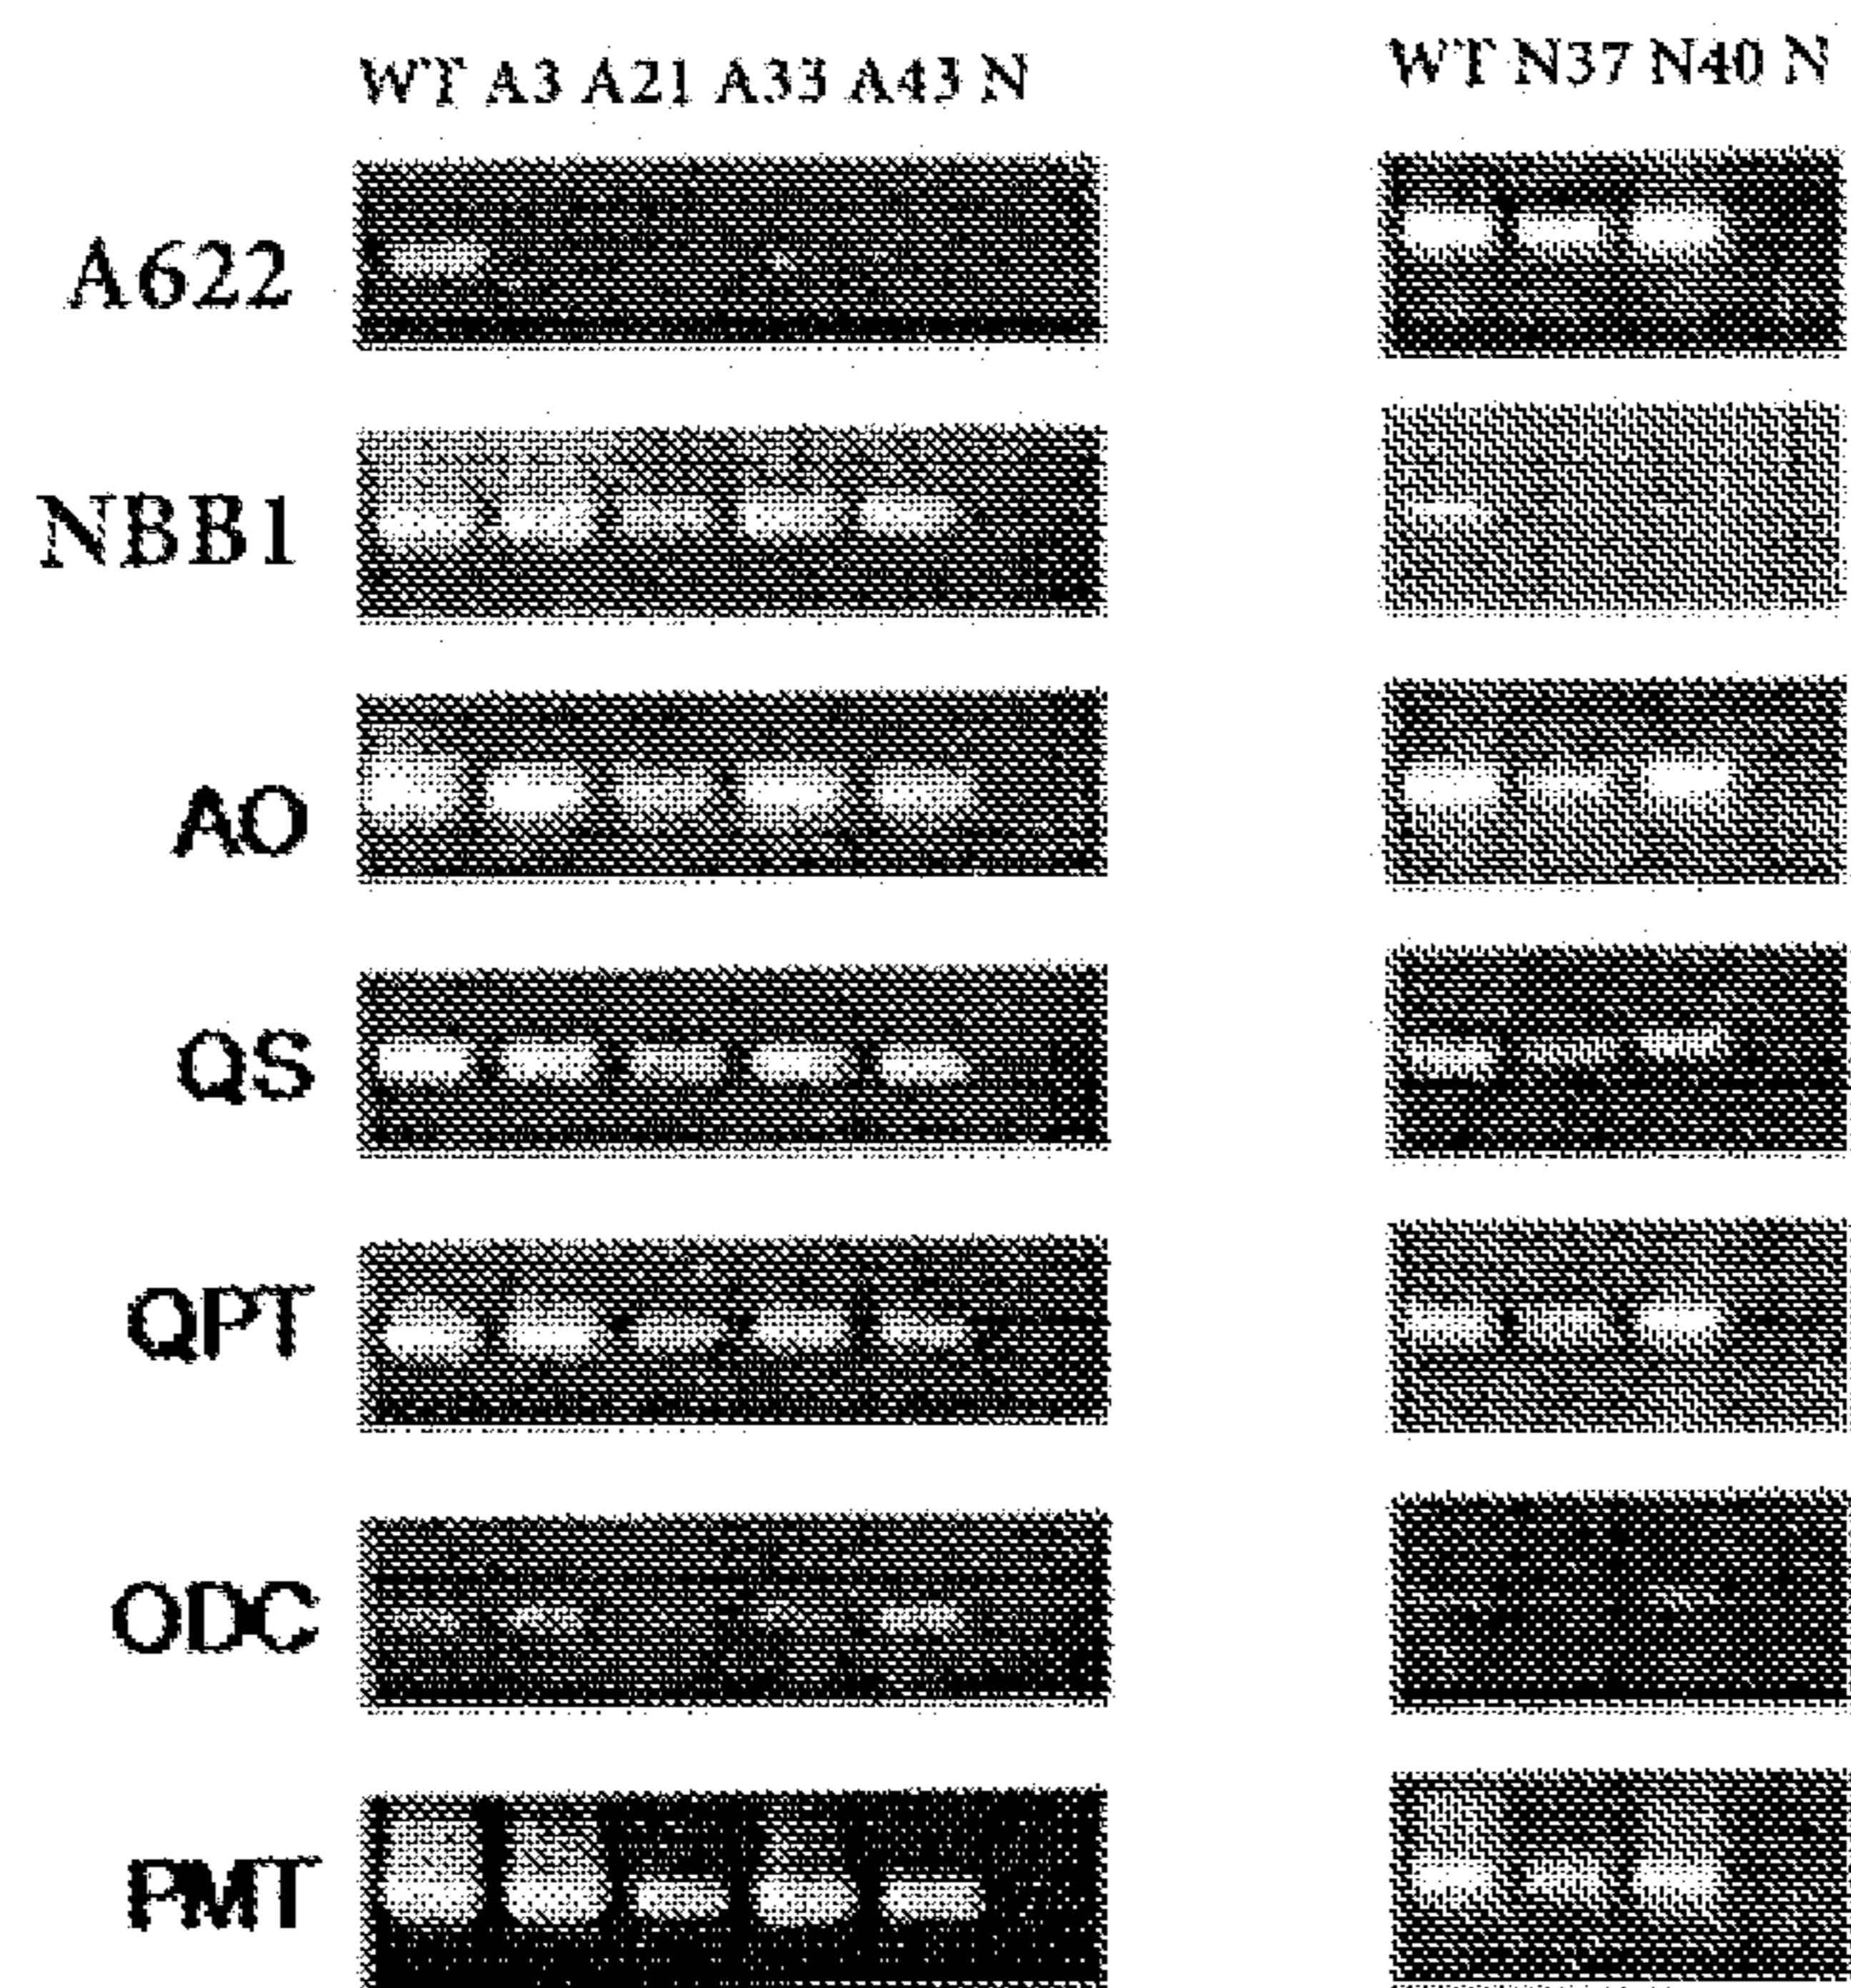 WT A3 A21 A33 A43 N
WT N37 N40 N
A622
NBB1
AO
QS
QPT
ODC
PMT